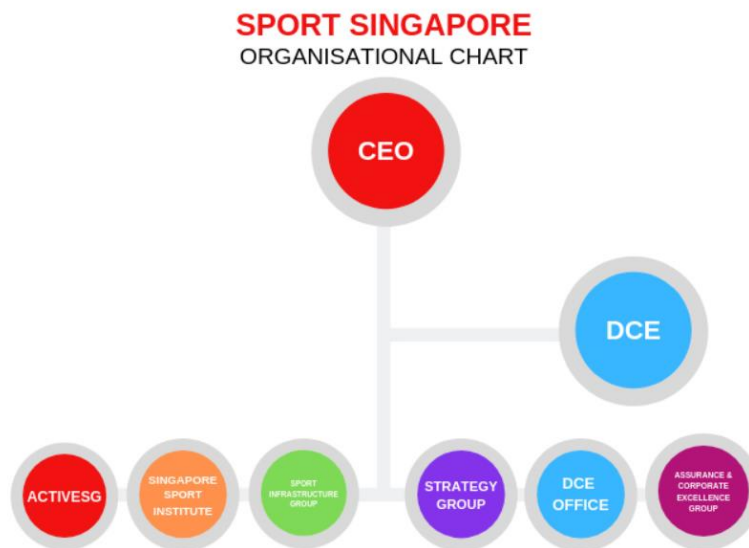 SPORT SINGAPORE
ORGANISATIONAL CHART
CEO
DCE
ACTIVESG
SINGAPORE
SPORT
INSTITUTE
SPORT
INFRASTRUCTURE
GROUP
STRATEGY
GROUP
DCE
OFFICE
ASSURANCE &
CORPORATE
EXCELLENCE
GROUP